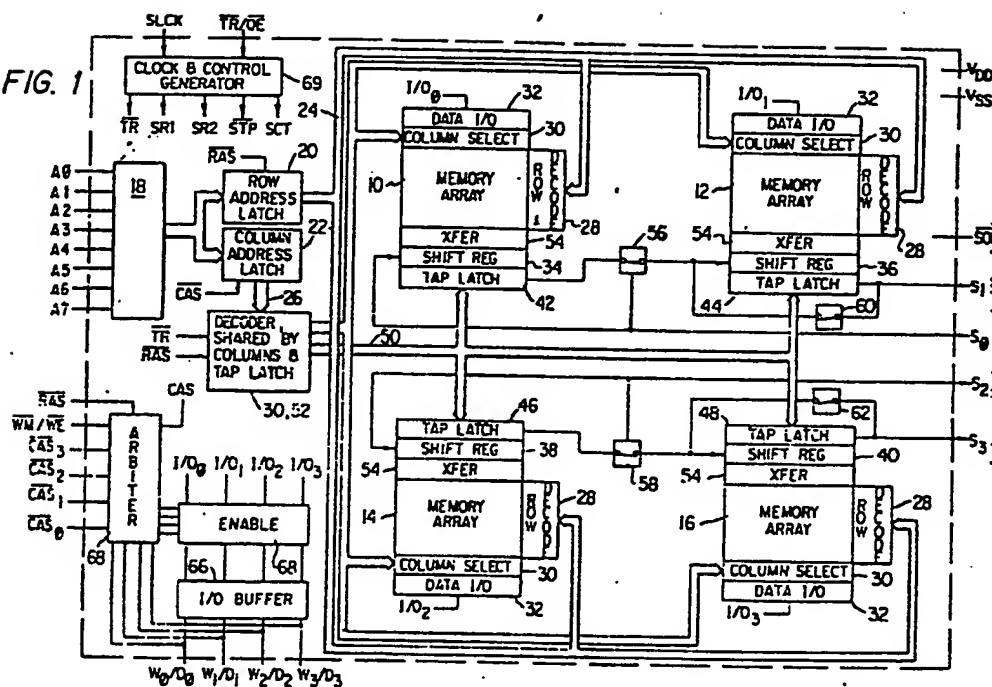 FIG. 1
SLCK
TR/OE
CLOCK & CONTROL
GENERATOR
69
TR SR1 SR2 STP SCT
24
A0
A1
A2
A3
A4
A5
A6
A7
18
RAS
20
ROW
ADDRESS
LATCH
22
COLUMN
ADDRESS
LATCH
CAS
26
TR
RAS
DECODER
SHARED BY
COLUMNS &
TAP LATCH
50
30,52
I/O0
32
DATA I/O
30
COLUMN SELECT
10
MEMORY
ARRAY
ROW
DECODE
28
XFER
54
SHIFT REG
34
TAP LATCH
42
56
I/O1
32
DATA I/O
30
COLUMN SELECT
12
MEMORY
ARRAY
ROW
DECODE
28
54
XFER
SHIFT REG
36
TAP LATCH
44
60
VDD
VSS
S1
S0
S2
S3
RAS
WM/WE
CAS3
CAS2
CAS1
CAS0
CAS
ARBITER
68
I/O0 I/O1 I/O2 I/O3
ENABLE
66
68
I/O BUFFER
W0/D0 W1/D1 W2/D2 W3/D3
46
TAP LATCH
SHIFT REG
38
54
XFER
14
MEMORY
ARRAY
ROW
DECODE
28
COLUMN SELECT
30
DATA I/O
32
I/O2
58
62
48
TAP LATCH
SHIFT REG
40
54
XFER
16
MEMORY
ARRAY
ROW
DECODE
28
COLUMN SELECT
30
DATA I/O
32
I/O3